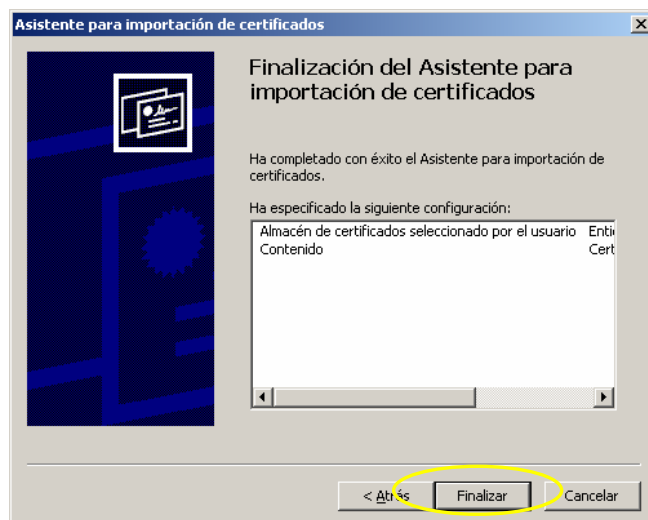 Asistente para importación de certificados
Finalización del Asistente para
importación de certificados
Ha completado con éxito el Asistente para importación de
certificados.
Ha especificado la siguiente configuración:
Almacén de certificados seleccionado por el usuario Enti
Contenido Cert
< Atrás Finalizar Cancelar